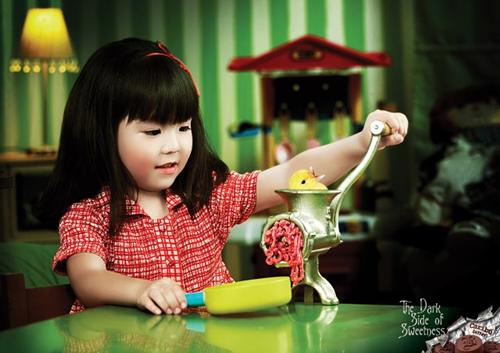 The Dark
Side of
Sweetness